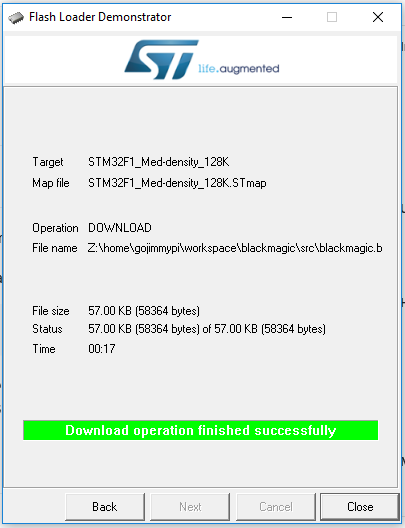 Flash Loader Demonstrator
ST
life.augmented
Target STM32F1_Med-density_128K
Map file STM32F1_Med-density_128K.STmap
Operation DOWNLOAD
File name Z:\home\gojimmypi\workspace\blackmagic\src\blackmagic.b
File size 57.00 KB (58364 bytes)
Status 57.00 KB (58364 bytes) of 57.00 KB (58364 bytes)
Time 00:17
Download operation finished successfully
Back Next Cancel Close